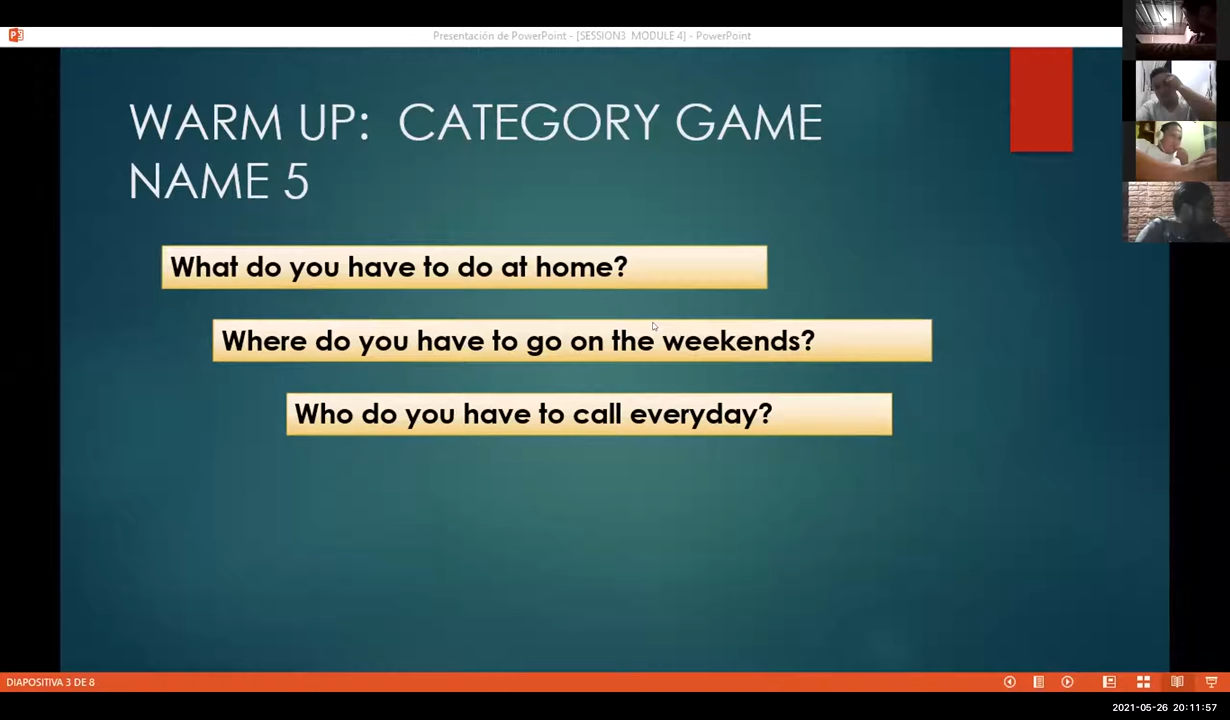 Presentación de PowerPoint - [SESSION3 MODULE 4] - PowerPoint
WARM UP: CATEGORY GAME
NAME 5
What do you have to do at home?
Where do you have to go on the weekends?
Who do you have to call everyday?
DIAPOSITIVA 3 DE 8
2021-05-26 20:11:57